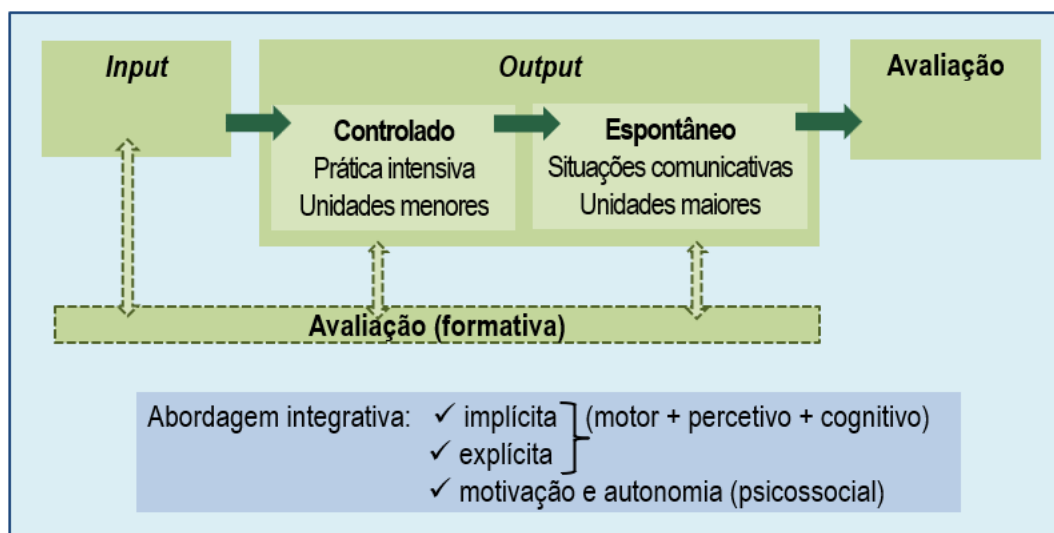 Input
Output
Avaliação
Controlado
Prática intensiva
Unidades menores
Espontâneo
Situações comunicativas
Unidades maiores
Avaliação (formativa)
Abordagem integrativa: ✓ implícita (motor + percetivo + cognitivo)
✓ explícita
✓ motivação e autonomia (psicossocial)